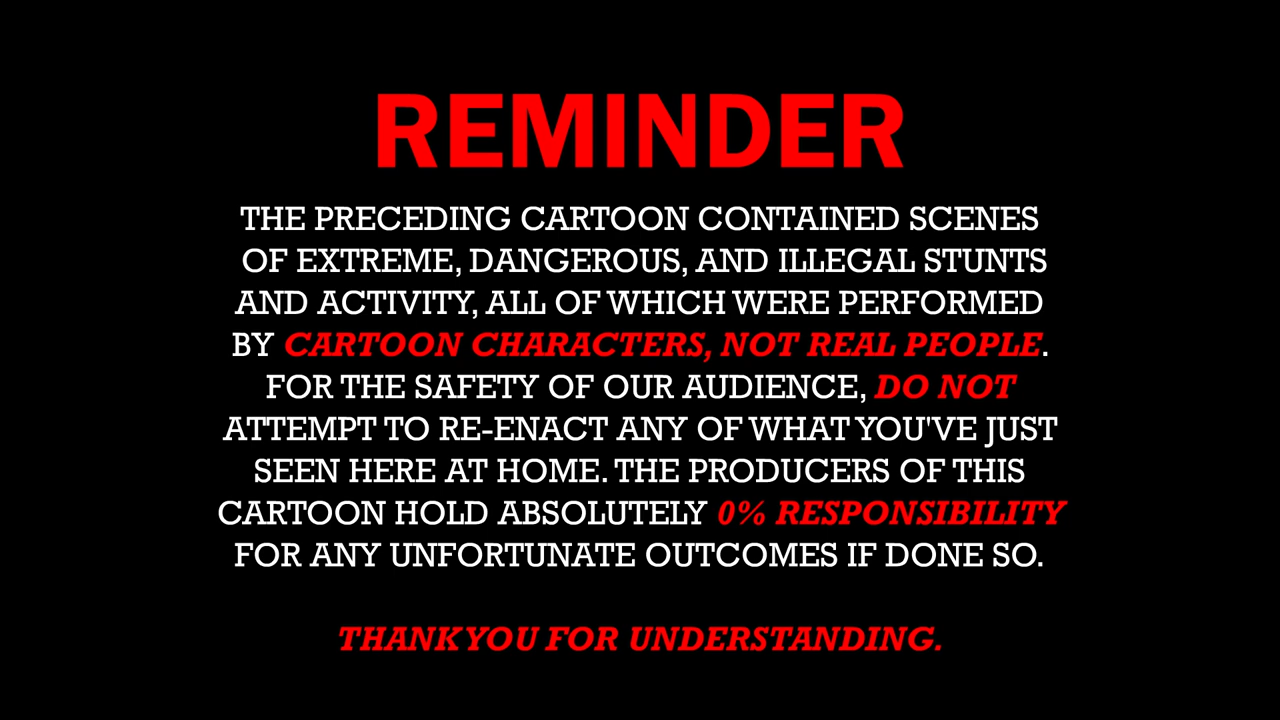 REMINDER
THE PRECEDING CARTOON CONTAINED SCENES
OF EXTREME, DANGEROUS, AND ILLEGAL STUNTS
AND ACTIVITY, ALL OF WHICH WERE PERFORMED
BY CARTOON CHARACTERS, NOT REAL PEOPLE.
FOR THE SAFETY OF OUR AUDIENCE, DO NOT
ATTEMPT TO RE-ENACT ANY OF WHAT YOU'VE JUST
SEEN HERE AT HOME. THE PRODUCERS OF THIS
CARTOON HOLD ABSOLUTELY 0% RESPONSIBILITY
FOR ANY UNFORTUNATE OUTCOMES IF DONE SO.
THANK YOU FOR UNDERSTANDING.